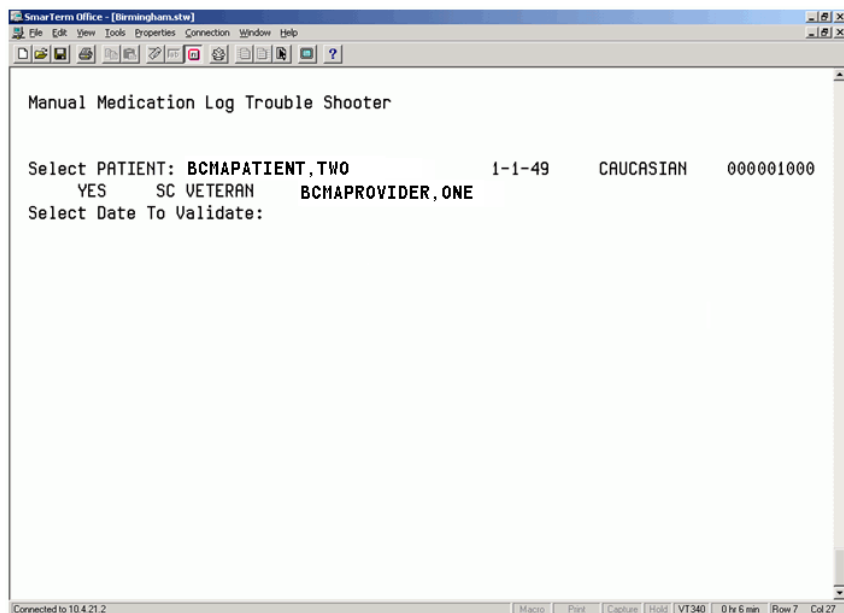 SmarTerm Office - [Birmingham.stw]
File Edit View Tools Properties Connection Window Help
Manual Medication Log Trouble Shooter
Select PATIENT: BCMAPATIENT,TWO 1-1-49 CAUCASIAN 000001000
YES SC VETERAN BCMAPROVIDER,ONE
Select Date To Validate:
Connected to 10.4.21.2 Macro Print Capture Hold VT340 0 hr 6 min Row 7 Col 27